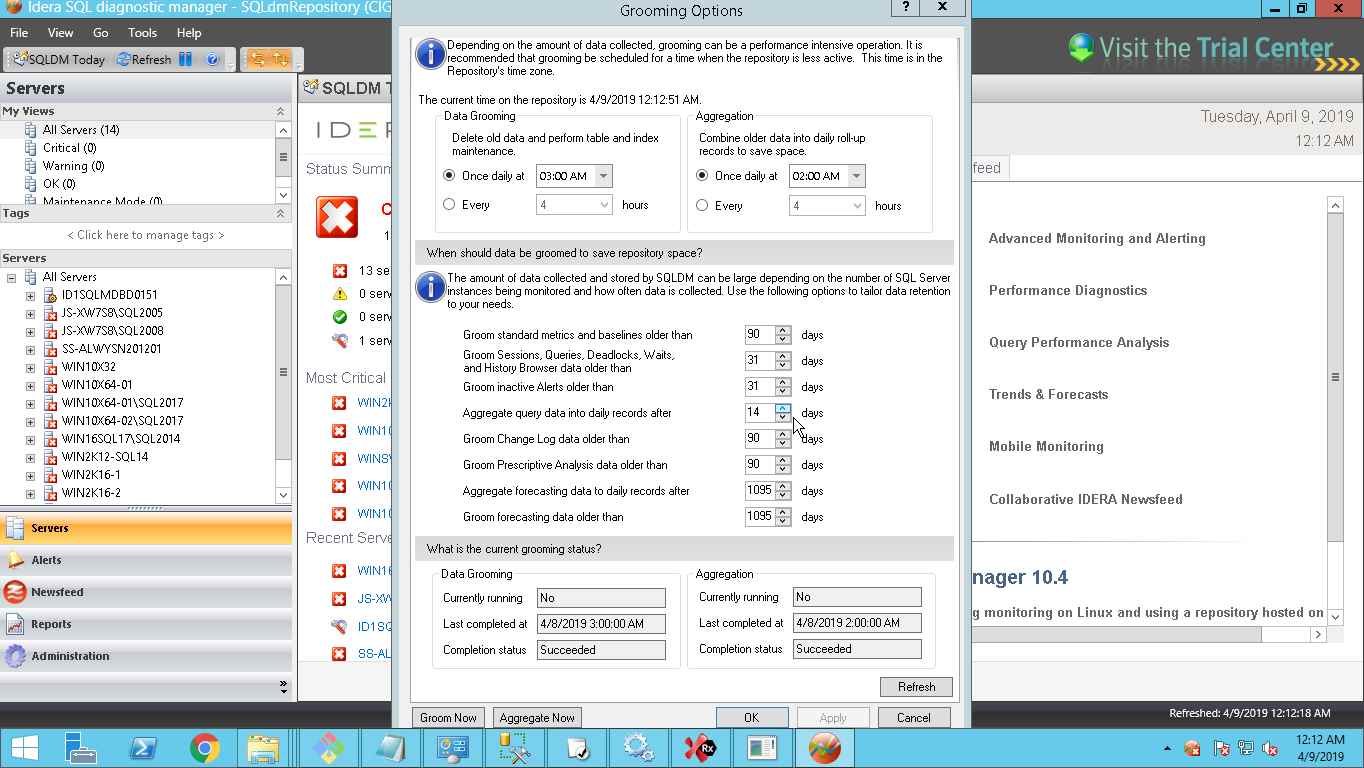 Idera SQL diagnostic manager - SQLdmRepository (CIG
File View Go Tools Help
SQLDM Today Refresh
Visit the Trial Center
Servers
My Views
All Servers (14)
Critical (0)
Warning (0)
OK (0)
Maintenance Mode (0)
Tags
< Click here to manage tags >
Servers
All Servers
ID1SQLMDBD0151
JS-XW7S8\SQL2005
JS-XW7S8\SQL2008
SS-ALWYSN201201
WIN10X32
WIN10X64-01
WIN10X64-01\SQL2017
WIN10X64-02\SQL2017
WIN16SQL17\SQL2014
WIN2K12-SQL14
WIN2K16-1
WIN2K16-2
Servers
Alerts
Newsfeed
Reports
Administration
SQLDM T
IDER
Status Summ
C
1
13 se
0 serv
0 serv
1 serv
Most Critical
WIN2K
WIN10
WINSV
WIN10
WIN10
Recent Serve
WIN16
JS-XW
ID1SQ
SS-AL
Grooming Options
?
Depending on the amount of data collected, grooming can be a performance intensive operation. It is
recommended that grooming be scheduled for a time when the repository is less active. This time is in the
Repository's time zone.
The current time on the repository is 4/9/2019 12:12:51 AM.
Data Grooming
Delete old data and perform table and index
maintenance.
Once daily at 03:00 AM
Every 4 hours
Aggregation
Combine older data into daily roll-up
records to save space.
Once daily at 02:00 AM
Every 4 hours
When should data be groomed to save repository space?
The amount of data collected and stored by SQLDM can be large depending on the number of SQL Server
instances being monitored and how often data is collected. Use the following options to tailor data retention
to your needs.
Groom standard metrics and baselines older than 90 days
Groom Sessions, Queries, Deadlocks, Waits,
and History Browser data older than 31 days
Groom inactive Alerts older than 31 days
Aggregate query data into daily records after 14 days
Groom Change Log data older than 90 days
Groom Prescriptive Analysis data older than 90 days
Aggregate forecasting data to daily records after 1095 days
Groom forecasting data older than 1095 days
What is the current grooming status?
Data Grooming
Currently running No
Last completed at 4/8/2019 3:00:00 AM
Completion status Succeeded
Aggregation
Currently running No
Last completed at 4/8/2019 2:00:00 AM
Completion status Succeeded
Refresh
Groom Now Aggregate Now OK Apply Cancel
Tuesday, April 9, 2019
12:12 AM
feed
Advanced Monitoring and Alerting
Performance Diagnostics
Query Performance Analysis
Trends & Forecasts
Mobile Monitoring
Collaborative IDERA Newsfeed
nager 10.4
g monitoring on Linux and using a repository hosted on
Refreshed: 4/9/2019 12:12:18 AM
Rx
12:12 AM
4/9/2019